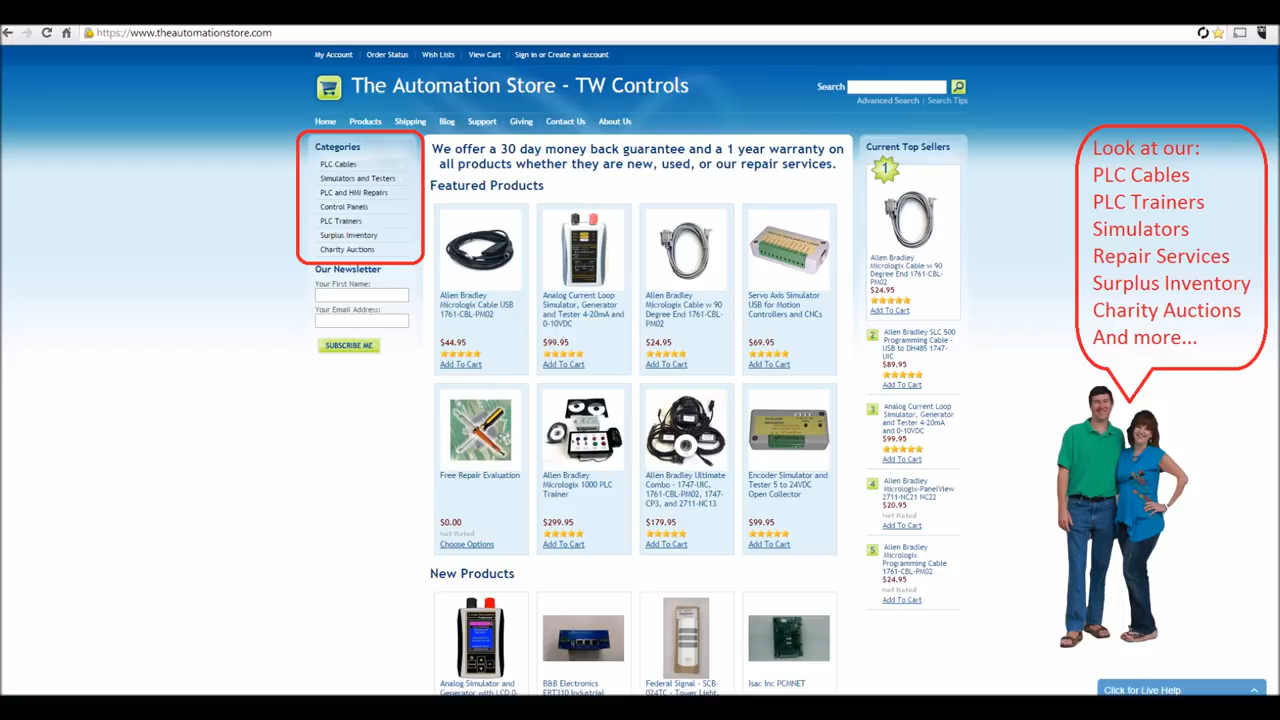 https://www.theautomationstore.com
My Account
Order Status
Wish Lists
View Cart
Sign in or Create an account
The Automation Store - TW Controls
Search
Advanced Search | Search Tips
Home
Products
Shipping
Blog
Support
Giving
Contact Us
About Us
Categories
PLC Cables
Simulators and Testers
PLC and HMI Repairs
Control Panels
PLC Trainers
Surplus Inventory
Charity Auctions
Our Newsletter
Your First Name:
Your Email Address:
SUBSCRIBE ME
We offer a 30 day money back guarantee and a 1 year warranty on
all products whether they are new, used, or our repair services.
Featured Products
Allen Bradley
Micrologix Cable USB
1761-CBL-PM02
$44.95
Add To Cart
Analog Current Loop
Simulator, Generator
and Tester 4-20mA and
0-10VDC
$99.95
Add To Cart
Allen Bradley
Micrologix Cable w 90
Degree End 1761-CBL-
PM02
$24.95
Add To Cart
Servo Axis Simulator
USB for Motion
Controllers and CNCs
$69.95
Add To Cart
Free Repair Evaluation
$0.00
Not Rated
Choose Options
Allen Bradley
Micrologix 1000 PLC
Trainer
$299.95
Add To Cart
Allen Bradley Ultimate
Combo - 1747-UIC,
1761-CBL-PM02, 1747-
CP3, and 2711-NC13
$179.95
Add To Cart
Encoder Simulator and
Tester 5 to 24VDC
Open Collector
$99.95
Add To Cart
New Products
Analog Simulator and
Generator with LCD 0-
B&B Electronics
ERT310 Industrial
Federal Signal - SCB-
024TC - Tower Light,
Isac Inc PCMNET
Current Top Sellers
1
Allen Bradley
Micrologix Cable w 90
Degree End 1761-CBL-
PM02
$24.95
Add To Cart
2
Allen Bradley SLC 500
Programming Cable -
USB to DH485 1747-
UIC
$89.95
Add To Cart
3
Analog Current Loop
Simulator, Generator
and Tester 4-20mA
and 0-10VDC
$99.95
Add To Cart
4
Allen Bradley
Micrologix-PanelView
2711-NC21 NC22
$20.95
Not Rated
Add To Cart
5
Allen Bradley
Micrologix
Programming Cable
1761-CBL-PM02
$24.95
Not Rated
Add To Cart
Look at our:
PLC Cables
PLC Trainers
Simulators
Repair Services
Surplus Inventory
Charity Auctions
And more...
Click for Live Help